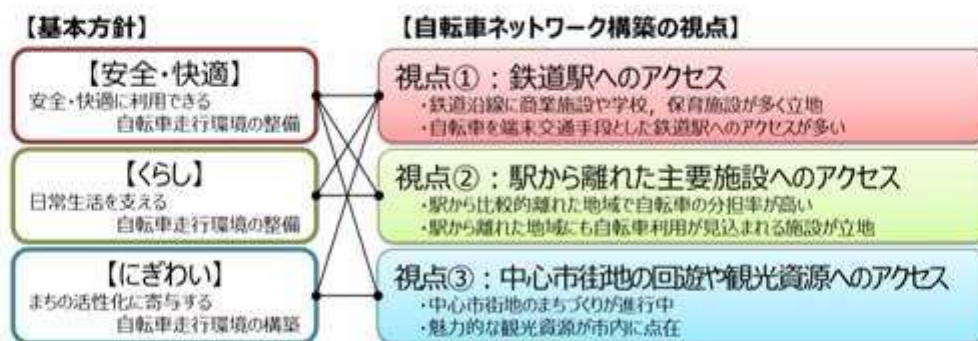 【基本方針】
【安全・快適】
安全・快適に利用できる
自転車走行環境の整備
【くらし】
日常生活を支える
自転車走行環境の整備
【にぎわい】
まちの活性化に寄与する
自転車走行環境の構築
【自転車ネットワーク構築の視点】
視点①：鉄道駅へのアクセス
・鉄道沿線に商業施設や学校，保育施設が多く立地
・自転車を端末交通手段とした鉄道駅へのアクセスが多い
視点②：駅から離れた主要施設へのアクセス
・駅から比較的離れた地域で自転車の分担率が高い
・駅から離れた地域にも自転車利用が見込まれる施設が立地
視点③：中心市街地の回遊や観光資源へのアクセス
・中心市街地のまちづくりが進行中
・魅力的な観光資源が市内に点在